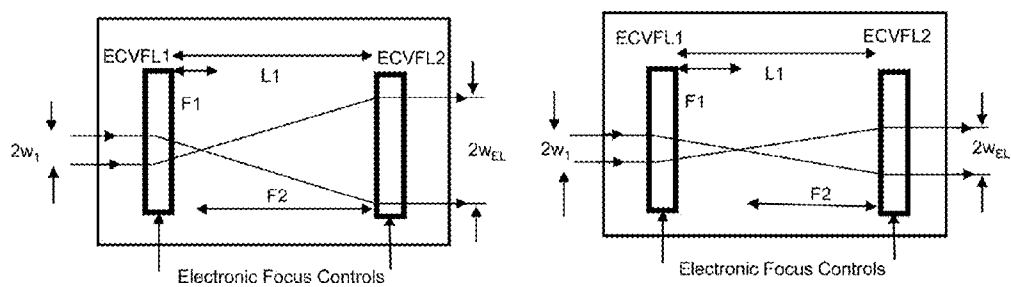 ECVFL1
ECVFL2
L1
F1
2w₁
2wEL
F2
Electronic Focus Controls
ECVFL1
ECVFL2
L1
F1
2w₁
2wEL
F2
Electronic Focus Controls